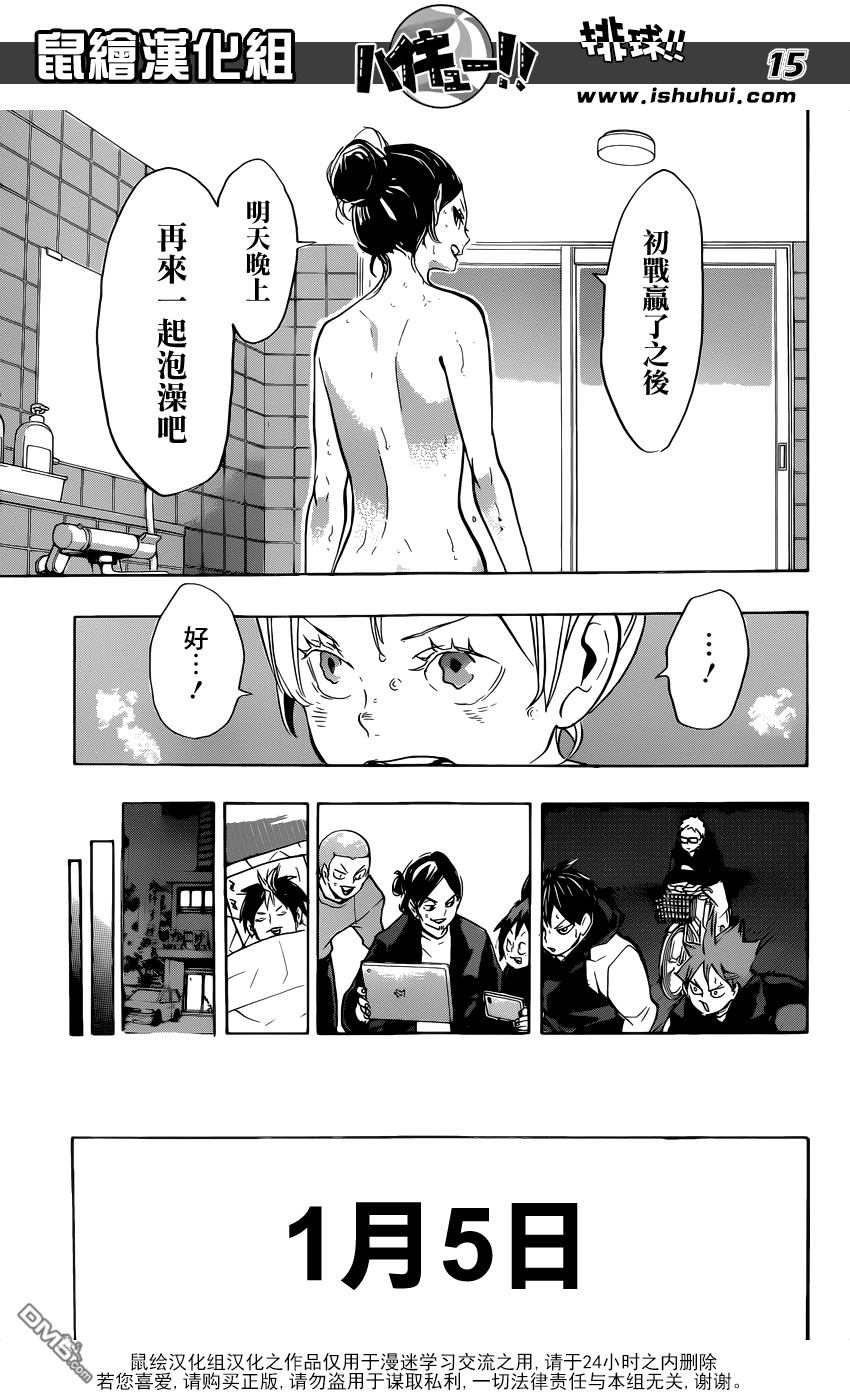 鼠繪漢化組
ハイキュー!!
排球!!
15
www.ishuhui.com
初戰贏了之後
明天晚上
再來一起泡澡吧
…!
好…!
1月5日
鼠绘汉化组汉化之作品仅用于漫迷学习交流之用,请于24小时之内删除
若您喜爱,请购买正版,请勿盗用于谋取私利,一切法律责任与本组无关,谢谢。